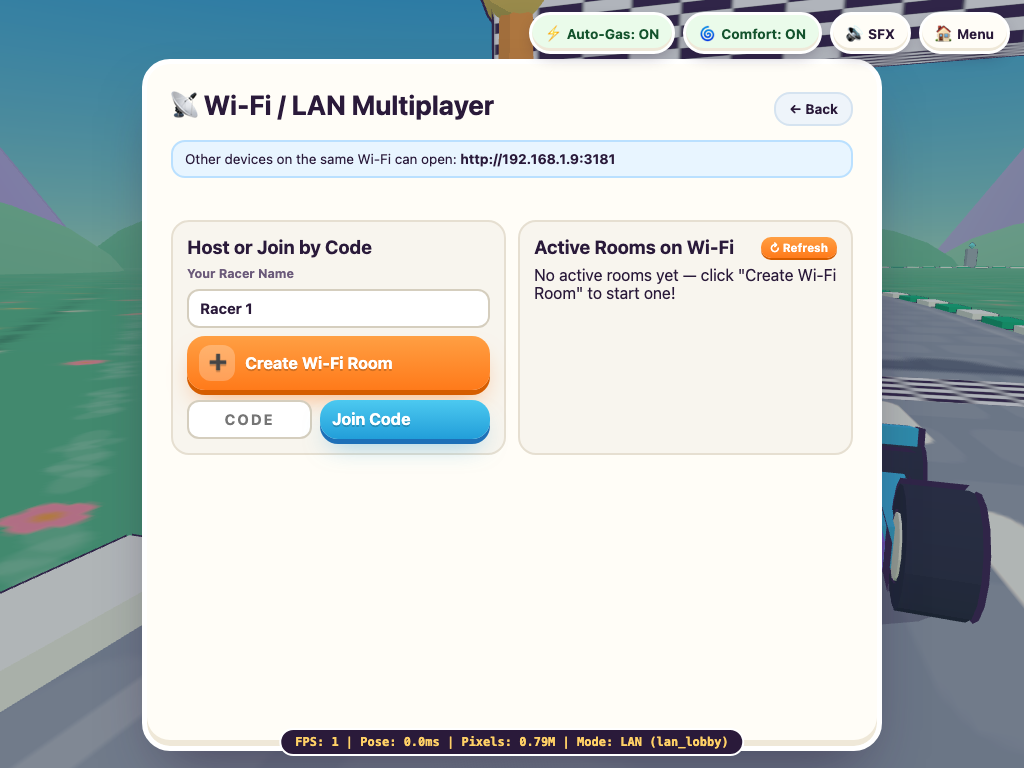 ⚡ Auto-Gas: ON
🌀 Comfort: ON
🔈 SFX
🏠 Menu
📡 Wi-Fi / LAN Multiplayer
← Back
Other devices on the same Wi-Fi can open: http://192.168.1.9:3181
Host or Join by Code
Your Racer Name
Racer 1
➕ Create Wi-Fi Room
CODE
Join Code
Active Rooms on Wi-Fi
↻ Refresh
No active rooms yet — click "Create Wi-Fi
Room" to start one!
FPS: 1 | Pose: 0.0ms | Pixels: 0.79M | Mode: LAN (lan_lobby)